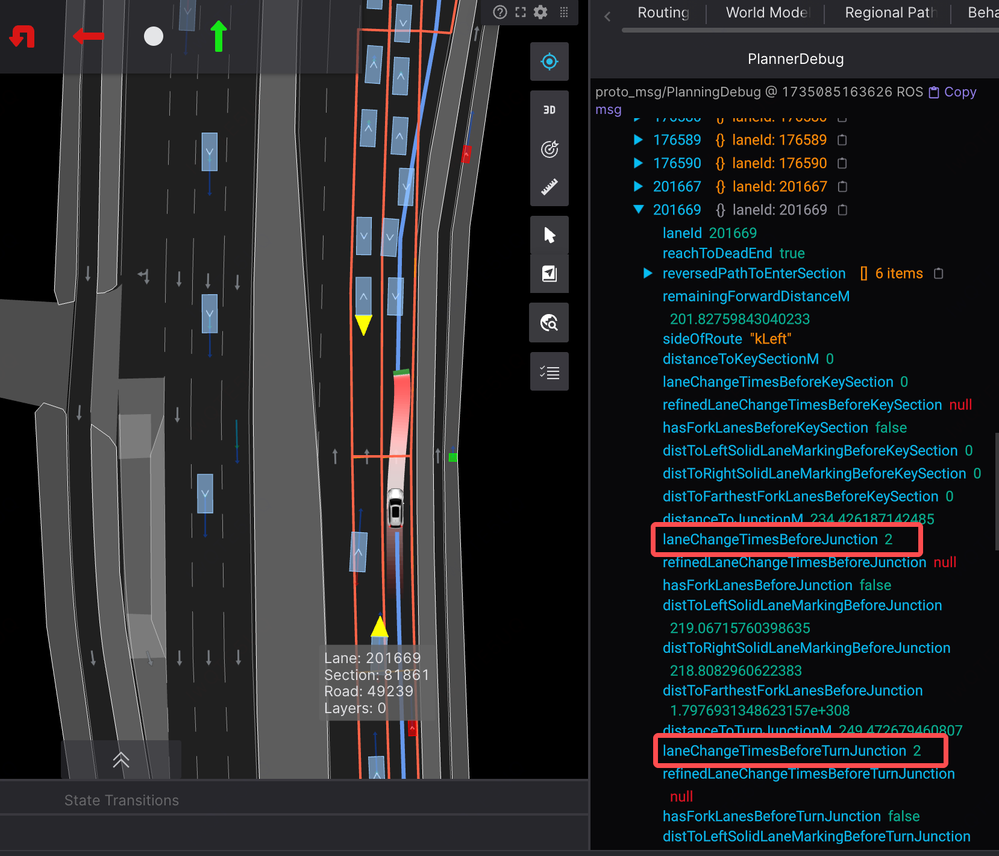 Routing
World Mode
Regional Pat
Beha
PlannerDebug
proto_msg/PlanningDebug @ 1735085163626 ROS Copy
msg
176589 {} laneId: 176589
176590 {} laneId: 176590
201667 {} laneId: 201667
201669 {} laneId: 201669
laneId 201669
reachToDeadEnd true
reversedPathToEnterSection [] 6 items
remainingForwardDistanceM
201.82759843040233
sideOfRoute "kLeft"
distanceToKeySectionM 0
laneChangeTimesBeforeKeySection 0
refinedLaneChangeTimesBeforeKeySection null
hasForkLanesBeforeKeySection false
distToLeftSolidLaneMarkingBeforeKeySection 0
distToRightSolidLaneMarkingBeforeKeySection 0
distToFarthestForkLanesBeforeKeySection 0
distanceToJunctionM 234.426187142485
laneChangeTimesBeforeJunction 2
refinedLaneChangeTimesBeforeJunction null
hasForkLanesBeforeJunction false
distToLeftSolidLaneMarkingBeforeJunction
219.06715760398635
distToRightSolidLaneMarkingBeforeJunction
218.8082960622383
distToFarthestForkLanesBeforeJunction
1.7976931348623157e+308
distanceToTurnJunctionM 249.472679460807
laneChangeTimesBeforeTurnJunction 2
refinedLaneChangeTimesBeforeTurnJunction
null
hasForkLanesBeforeTurnJunction false
distToLeftSolidLaneMarkingBeforeTurnJunction
3D
Lane: 201669
Section: 81861
Road: 49239
Layers: 0
State Transitions